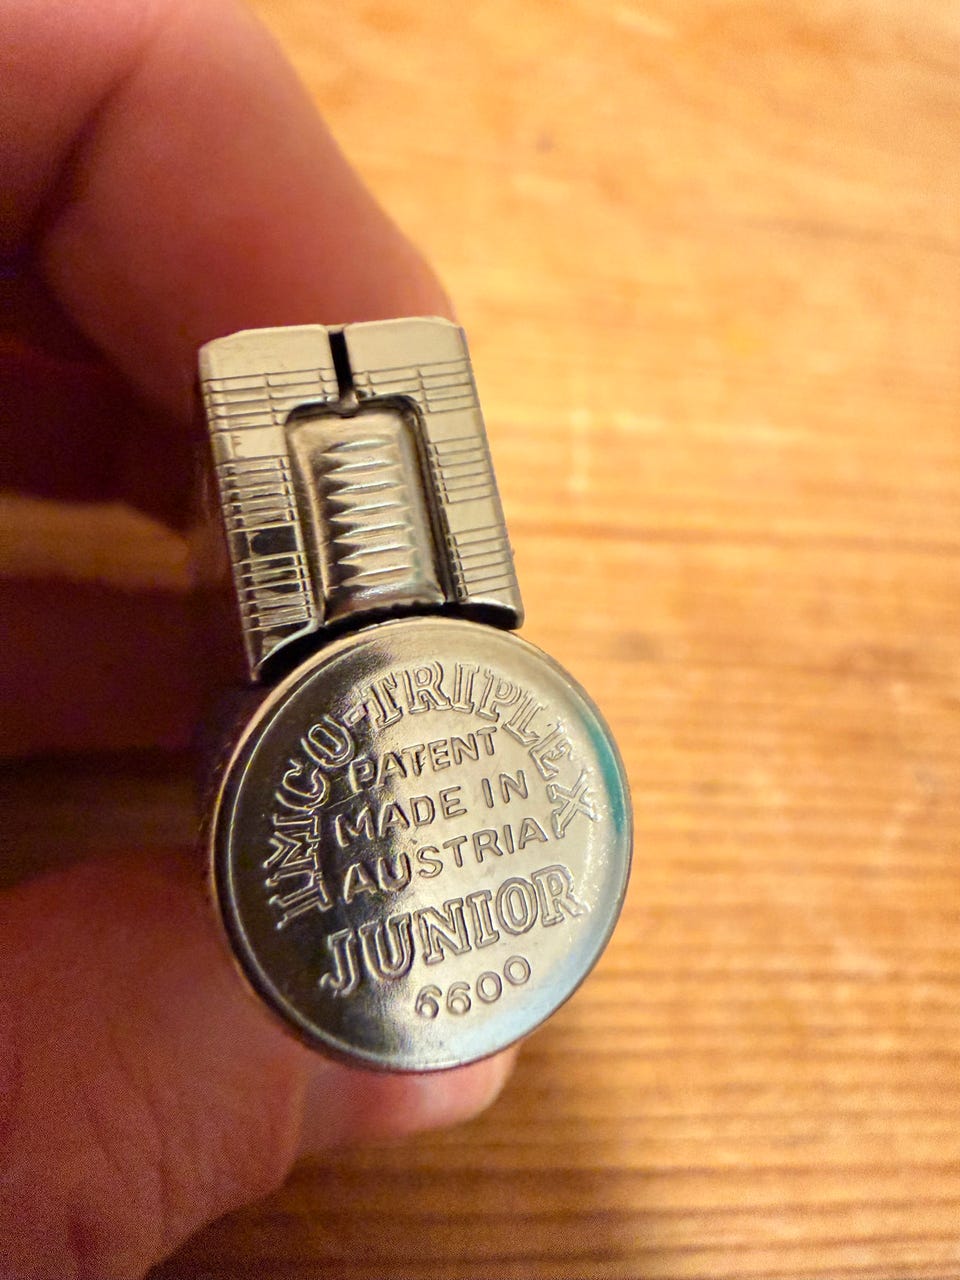 IMCO-TRIPLEX
PATENT
MADE IN
AUSTRIA
JUNIOR
6600